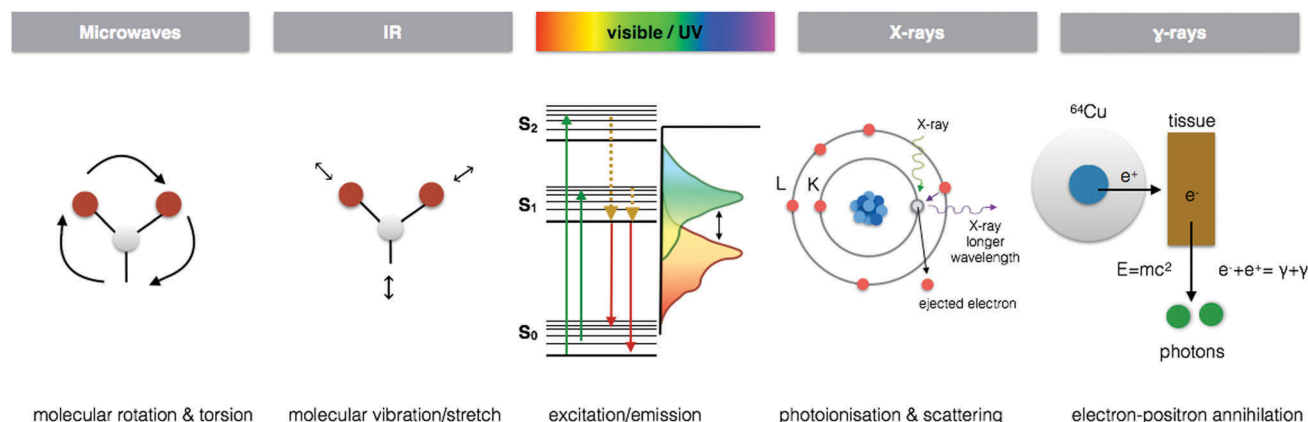 Microwaves
IR
visible / UV
X-rays
γ-rays
S₂
S₁
S₀
L
K
X-ray
X-ray
longer
wavelength
ejected electron
⁶⁴Cu
tissue
e⁺
e⁻
E=mc²
e⁻+e⁺= γ+γ
photons
molecular rotation & torsion
molecular vibration/stretch
excitation/emission
photoionisation & scattering
electron-positron annihilation